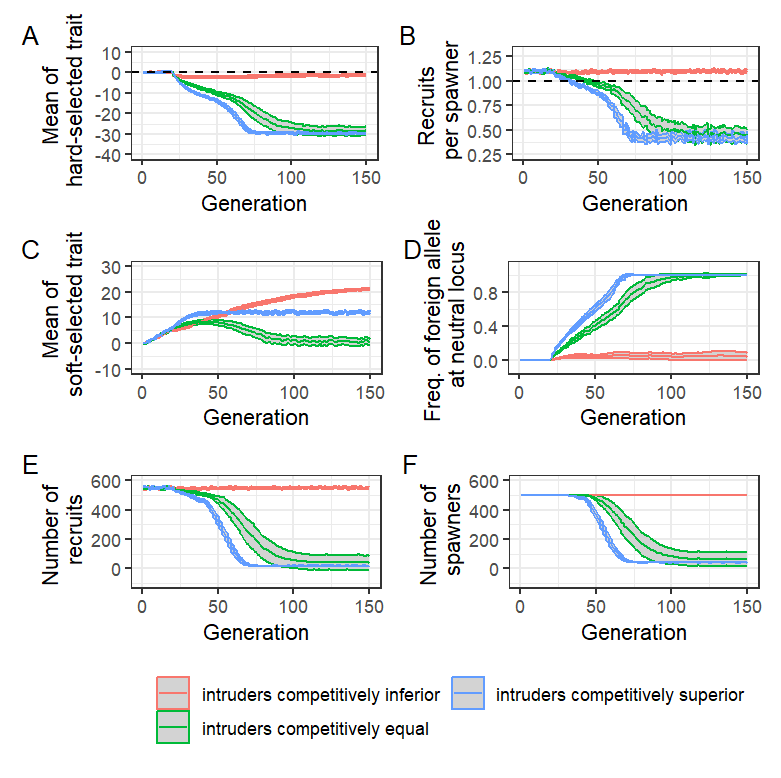 A
Mean of
hard-selected trait
10
0
-10
-20
-30
-40
0
50
100
150
Generation
B
Recruits
per spawner
1.25
1.00
0.75
0.50
0.25
0
50
100
150
Generation
C
Mean of
soft-selected trait
30
20
10
0
-10
0
50
100
150
Generation
D
Freq. of foreign allele
at neutral locus
0.8
0.4
0.0
0
50
100
150
Generation
E
Number of
recruits
600
400
200
0
0
50
100
150
Generation
F
Number of
spawners
600
400
200
0
0
50
100
150
Generation
intruders competitively inferior
intruders competitively superior
intruders competitively equal